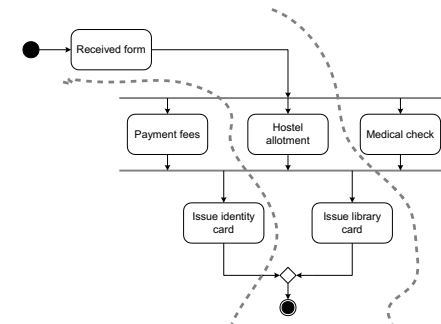 Received form
Payment fees
Hostel
allotment
Medical check
Issue identity
card
Issue library
card